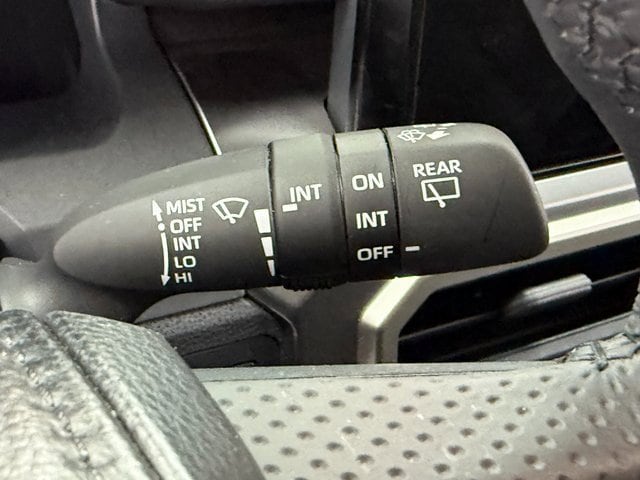 MIST
OFF
INT
LO
HI
INT
ON
INT
OFF
REAR